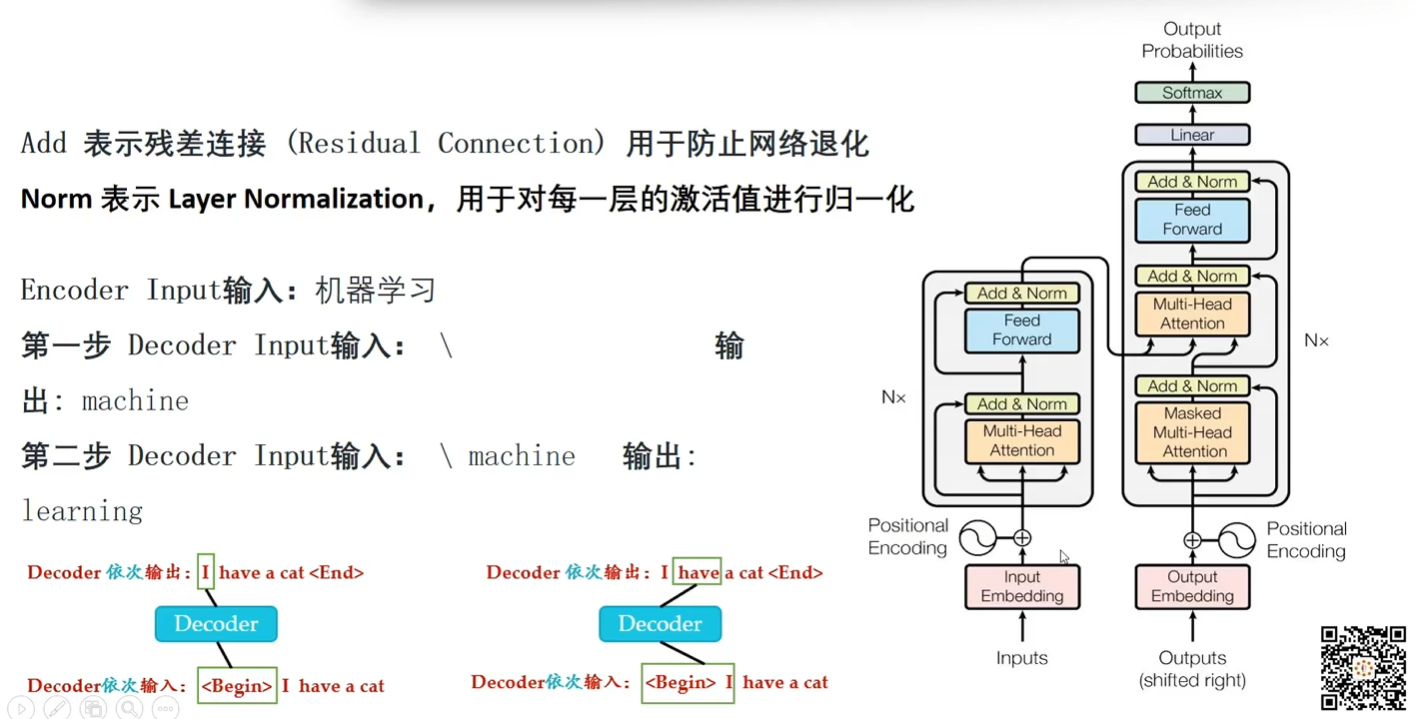 Add 表示残差连接 (Residual Connection) 用于防止网络退化
Norm 表示 Layer Normalization，用于对每一层的激活值进行归一化
Encoder Input输入：机器学习
第一步 Decoder Input输入： \ 输
出：machine
第二步 Decoder Input输入： \ machine 输出：
learning
Decoder 依次输出：I have a cat <End>
Decoder
Decoder依次输入：<Begin> I have a cat
Decoder 依次输出：I have a cat <End>
Decoder
Decoder依次输入：<Begin> I have a cat
Output
Probabilities
Softmax
Linear
Add & Norm
Feed
Forward
Add & Norm
Multi-Head
Attention
Add & Norm
Masked
Multi-Head
Attention
N×
Positional
Encoding
Output
Embedding
Outputs
(shifted right)
Add & Norm
Feed
Forward
Add & Norm
Multi-Head
Attention
N×
Positional
Encoding
Input
Embedding
Inputs